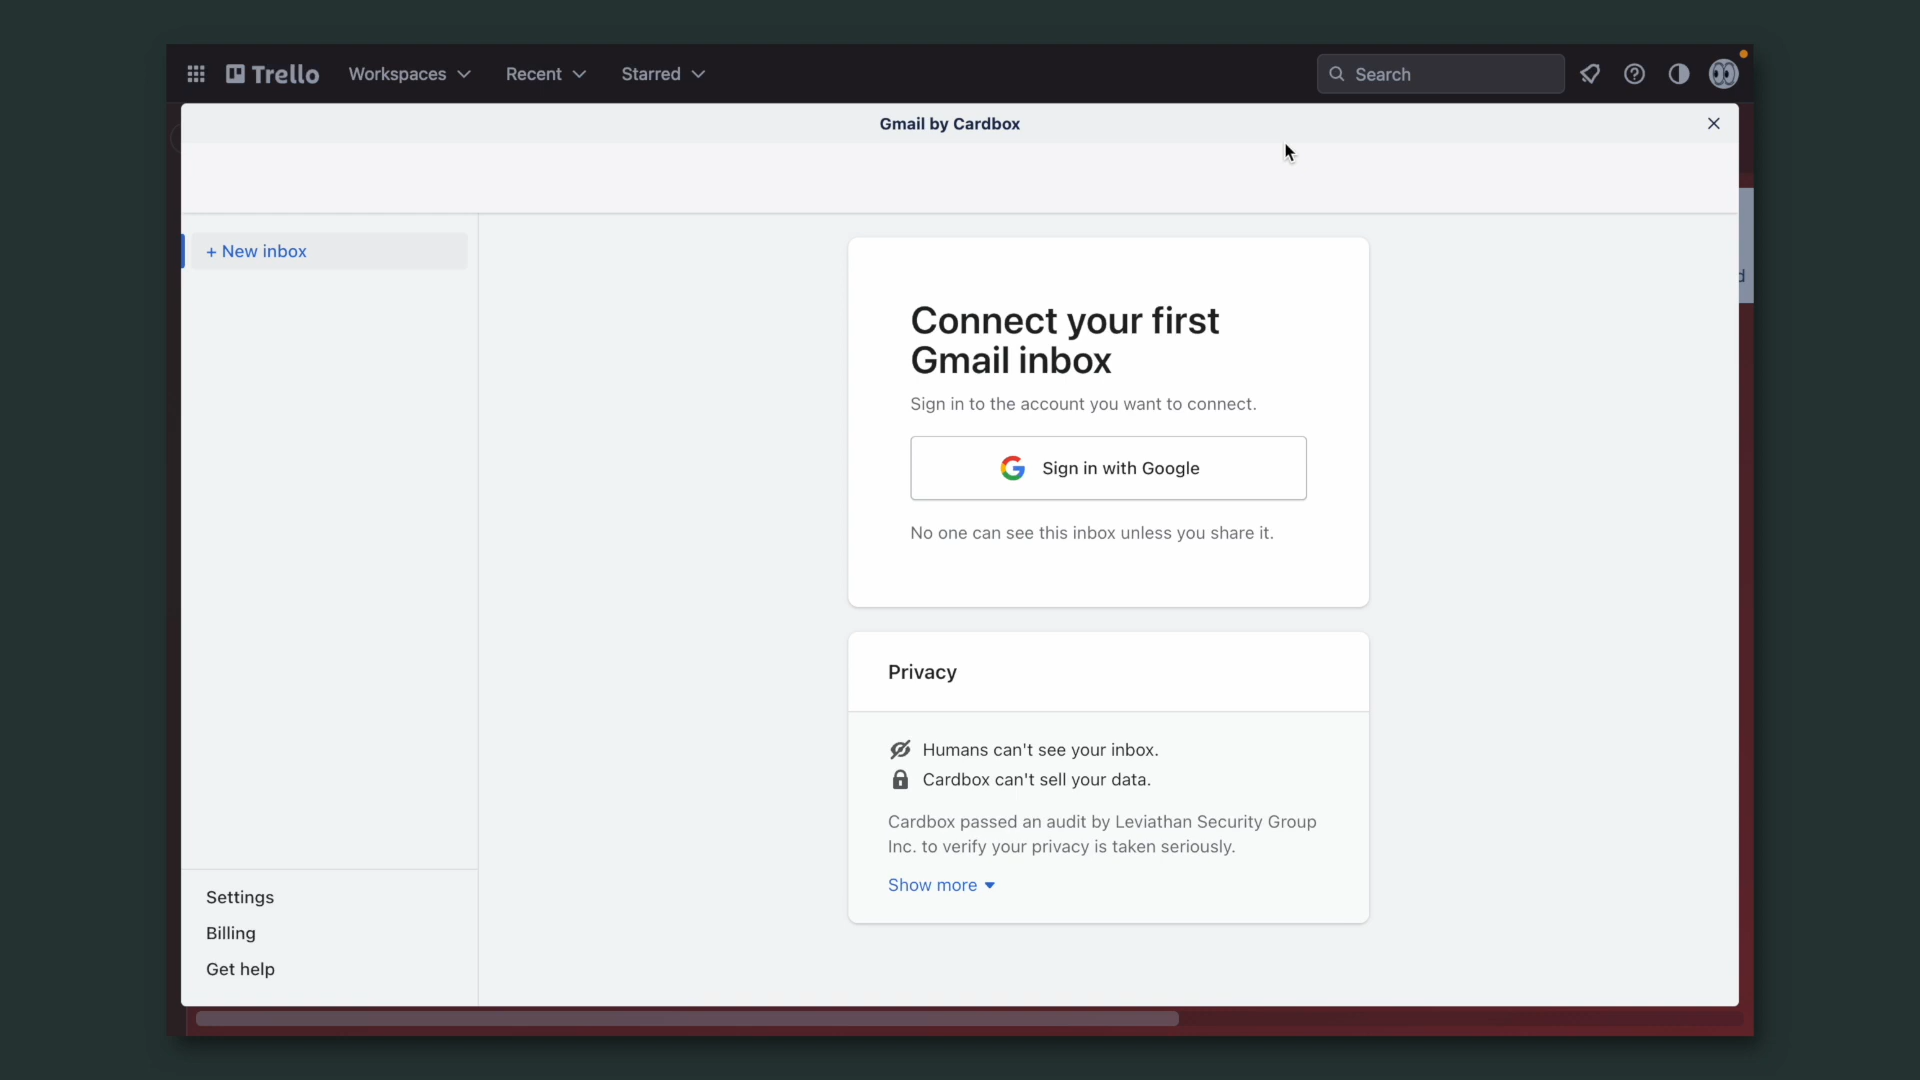 Trello
Workspaces
Recent
Starred
Search
Gmail by Cardbox
+ New inbox
Connect your first
Gmail inbox
Sign in to the account you want to connect.
Sign in with Google
No one can see this inbox unless you share it.
Privacy
Humans can't see your inbox.
Cardbox can't sell your data.
Cardbox passed an audit by Leviathan Security Group
Inc. to verify your privacy is taken seriously.
Show more
Settings
Billing
Get help